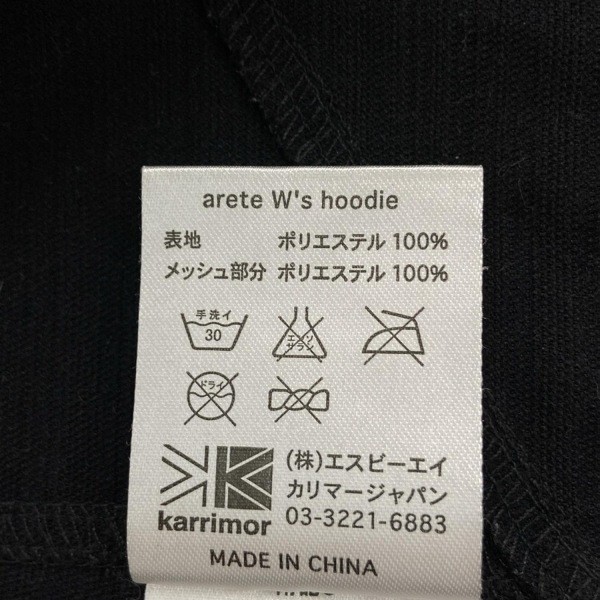 arete W's hoodie
表地 ポリエステル 100%
メッシュ部分 ポリエステル 100%
手洗イ
30
エンソ
サラシ
ドライ
karrimor
(株)エスビーエイ
カリマージャパン
03-3221-6883
MADE IN CHINA